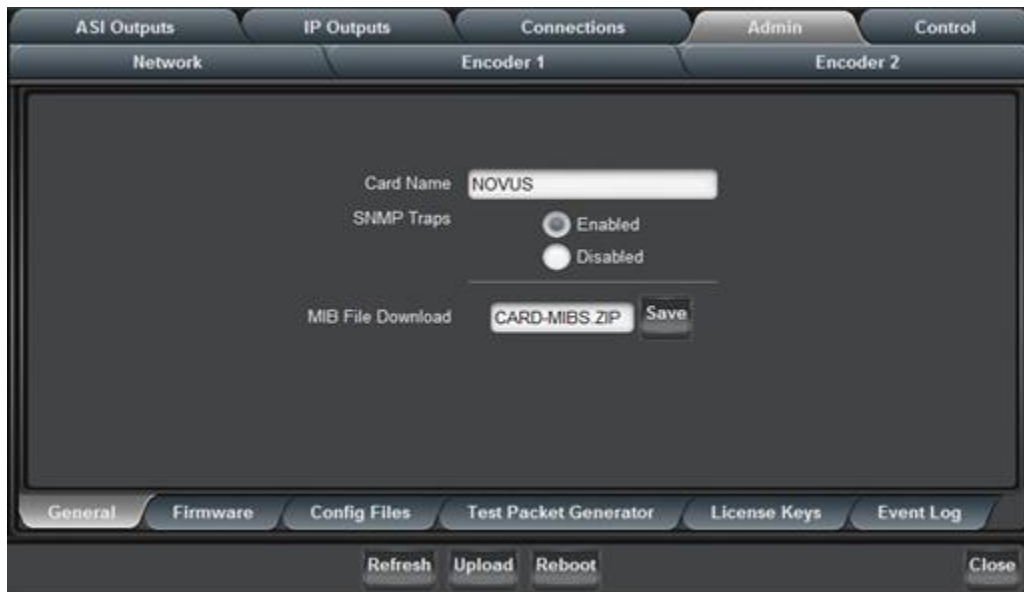 ASI Outputs IP Outputs Connections Admin Control
Network Encoder 1 Encoder 2
Card Name NOVUS
SNMP Traps
Enabled
Disabled
MIB File Download CARD-MIBS.ZIP Save
General Firmware Config Files Test Packet Generator License Keys Event Log
Refresh Upload Reboot Close